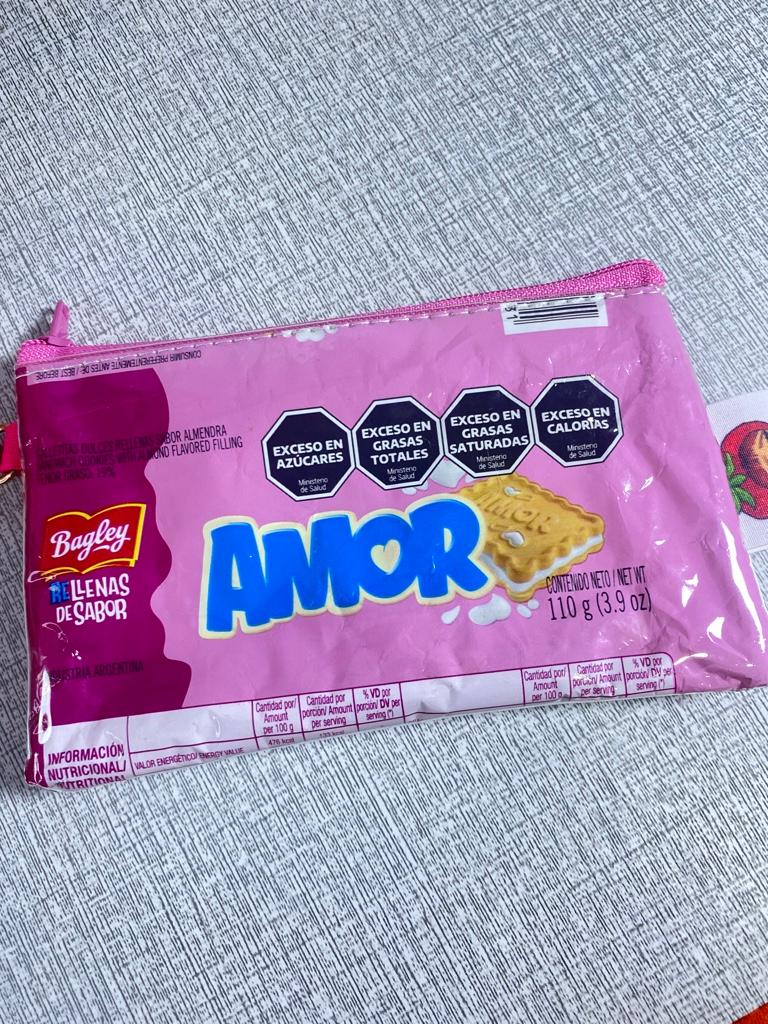 CONSUMIR PREFERENTEMENTE ANTES DE / BEST BEFORE
GALLETITAS DULCES RELLENAS SABOR ALMENDRA
SANDWICH COOKIES WITH ALMOND FLAVORED FILLING
TENOR GRASO: 19%
EXCESO EN
AZÚCARES
Ministerio
de Salud
EXCESO EN
GRASAS
TOTALES
Ministerio
de Salud
EXCESO EN
GRASAS
SATURADAS
Ministerio
de Salud
EXCESO EN
CALORÍAS
Ministerio
de Salud
Bagley
RELLENAS
DE SABOR
AMOR
AMOR
CONTENIDO NETO / NET WT
110 g (3.9 oz)
INDUSTRIA ARGENTINA
INFORMACIÓN
NUTRICIONAL/
NUTRITIONAL
Cantidad por/
Amount
per 100 g
Cantidad por
porción/ Amount
per serving
% VD por
porción/ DV per
serving (*)
Cantidad por/
Amount
per 100 g
Cantidad por
porción/ Amount
per serving
% VD por
porción/ DV per
serving (*)
VALOR ENERGÉTICO/ ENERGY VALUE
476 kcal